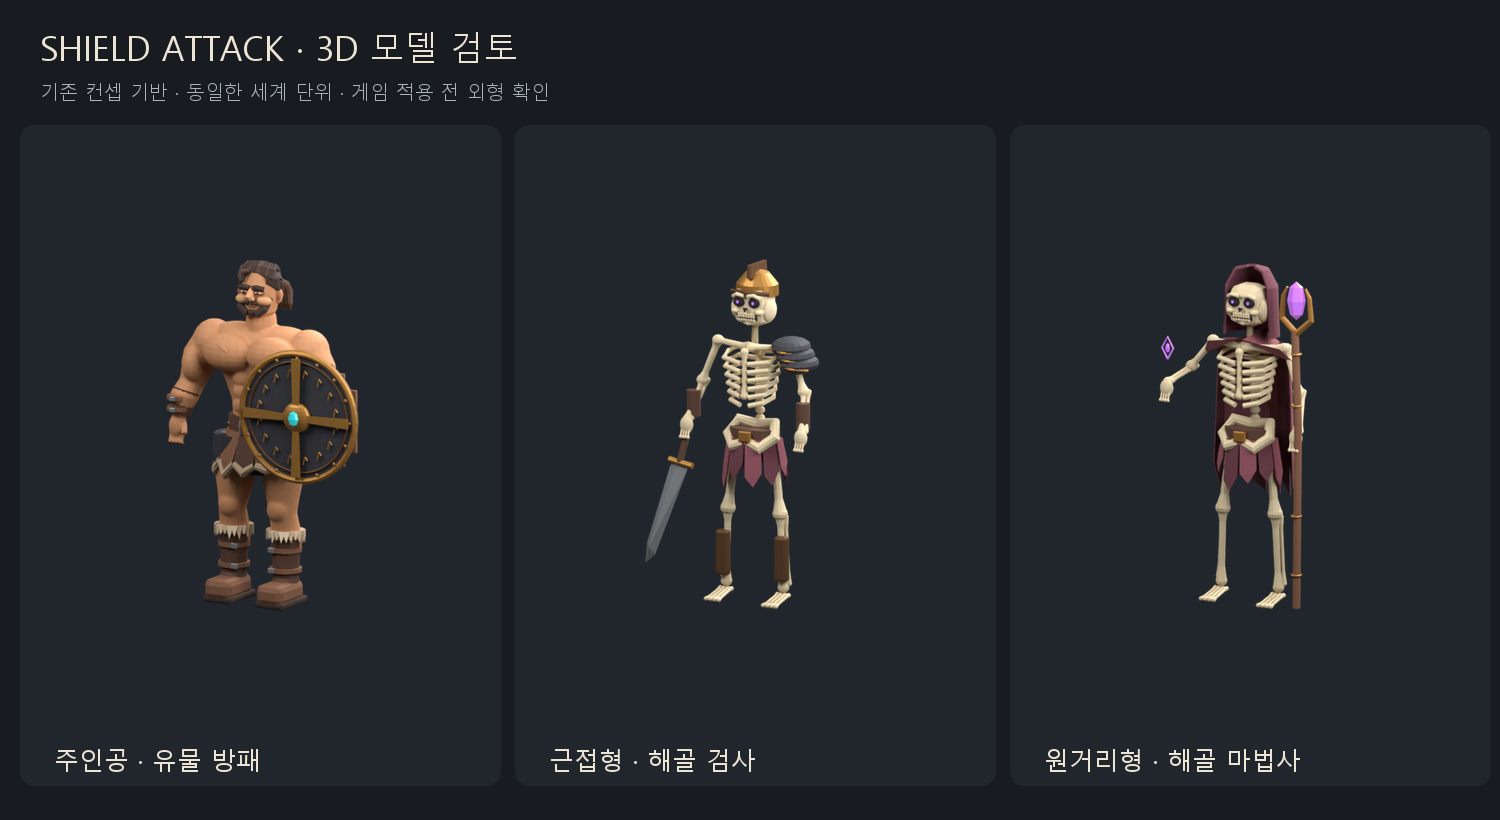 SHIELD ATTACK · 3D 모델 검토
기존 컨셉 기반 · 동일한 세계 단위 · 게임 적용 전 외형 확인
주인공 · 유물 방패
근접형 · 해골 검사
원거리형 · 해골 마법사